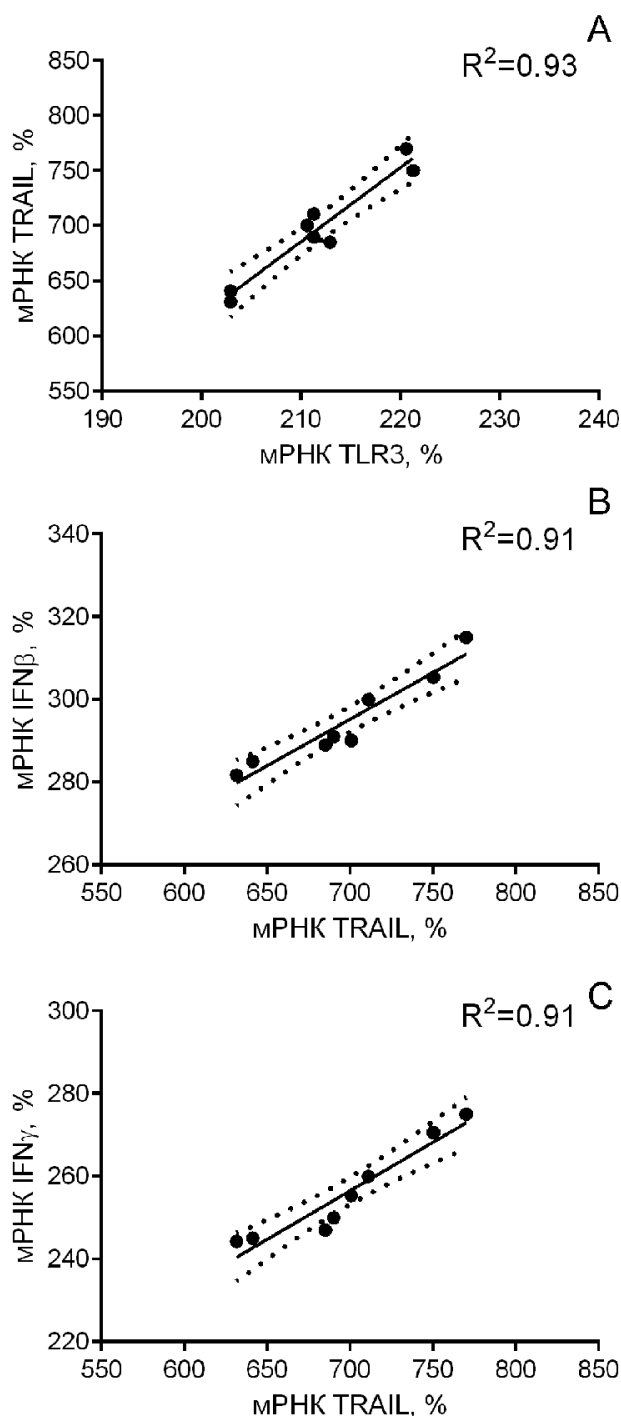 A
R²=0.93
мРНК TRAIL, %
850
800
750
700
650
600
550
190 200 210 220 230 240
мРНК TLR3, %
B
R²=0.91
мРНК IFNβ, %
340
320
300
280
260
550 600 650 700 750 800 850
мРНК TRAIL, %
C
R²=0.91
мРНК IFNγ, %
300
280
260
240
220
550 600 650 700 750 800 850
мРНК TRAIL, %